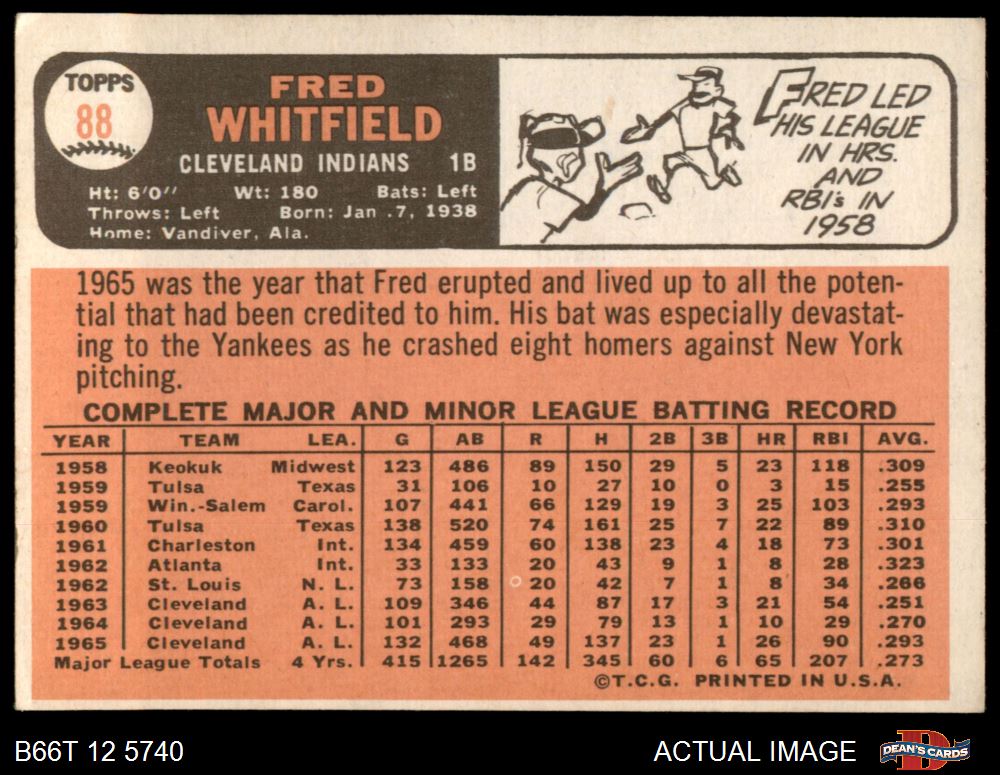 TOPPS
88
FRED
WHITFIELD
CLEVELAND INDIANS 1B
Ht: 6'0" Wt: 180 Bats: Left
Throws: Left Born: Jan .7, 1938
Home: Vandiver, Ala.
FRED LED
HIS LEAGUE
IN HRS.
AND
RBI's IN
1958
1965 was the year that Fred erupted and lived up to all the poten-
tial that had been credited to him. His bat was especially devastat-
ing to the Yankees as he crashed eight homers against New York
pitching.
COMPLETE MAJOR AND MINOR LEAGUE BATTING RECORD
YEAR TEAM LEA. G AB R H 2B 3B HR RBI AVG.
1958 Keokuk Midwest 123 486 89 150 29 5 23 118 .309
1959 Tulsa Texas 31 106 10 27 10 0 3 15 .255
1959 Win.-Salem Carol. 107 441 66 129 19 3 25 103 .293
1960 Tulsa Texas 138 520 74 161 25 7 22 89 .310
1961 Charleston Int. 134 459 60 138 23 4 18 73 .301
1962 Atlanta Int. 33 133 20 43 9 1 8 28 .323
1962 St. Louis N. L. 73 158 20 42 7 1 8 34 .266
1963 Cleveland A. L. 109 346 44 87 17 3 21 54 .251
1964 Cleveland A. L. 101 293 29 79 13 1 10 29 .270
1965 Cleveland A. L. 132 468 49 137 23 1 26 90 .293
Major League Totals 4 Yrs. 415 1265 142 345 60 6 65 207 .273
©T.C.G. PRINTED IN U.S.A.
B66T 12 5740
ACTUAL IMAGE
D
DEAN'S CARDS